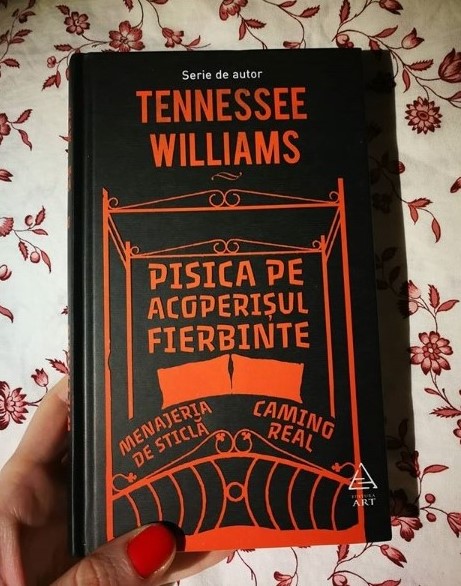 Serie de autor
TENNESSEE
WILLIAMS
PISICA PE
ACOPERIȘUL
FIERBINTE
MENAJERIA
DE STICLĂ
CAMINO
REAL
EDITURA
ART